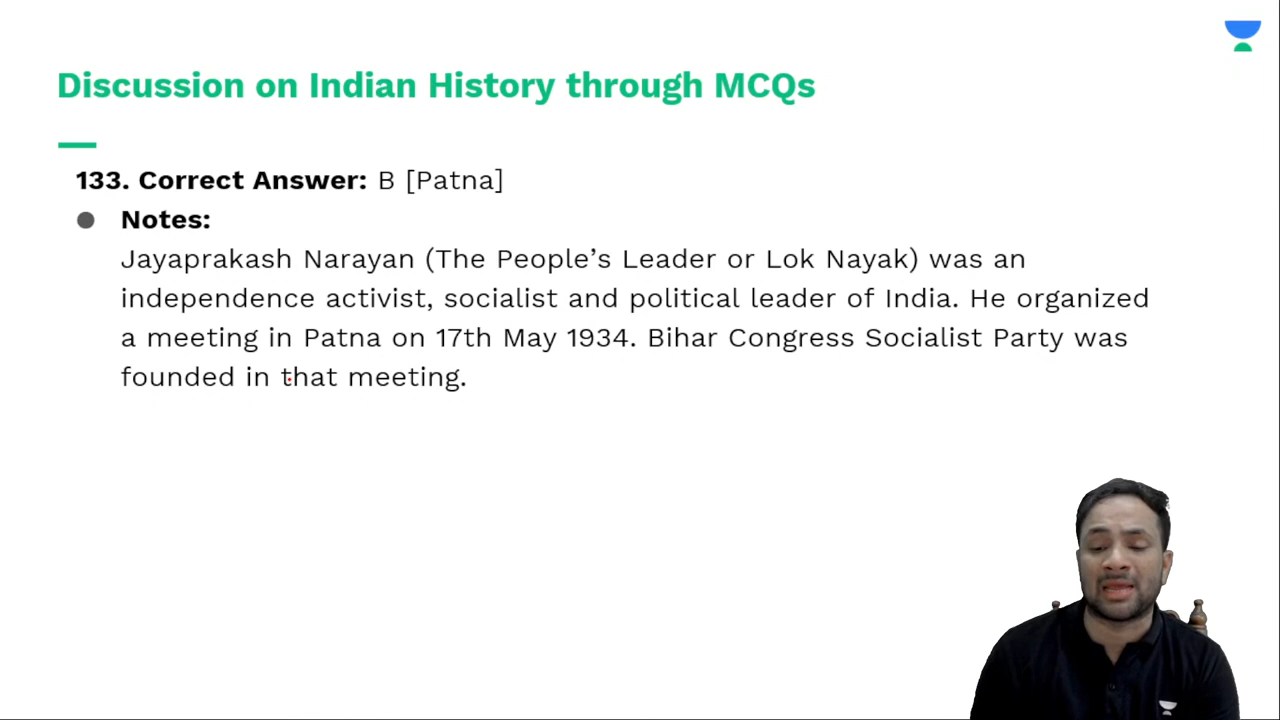 Discussion on Indian History through MCQs
133. Correct Answer: B [Patna]
● Notes:
Jayaprakash Narayan (The People’s Leader or Lok Nayak) was an
independence activist, socialist and political leader of India. He organized
a meeting in Patna on 17th May 1934. Bihar Congress Socialist Party was
founded in that meeting.